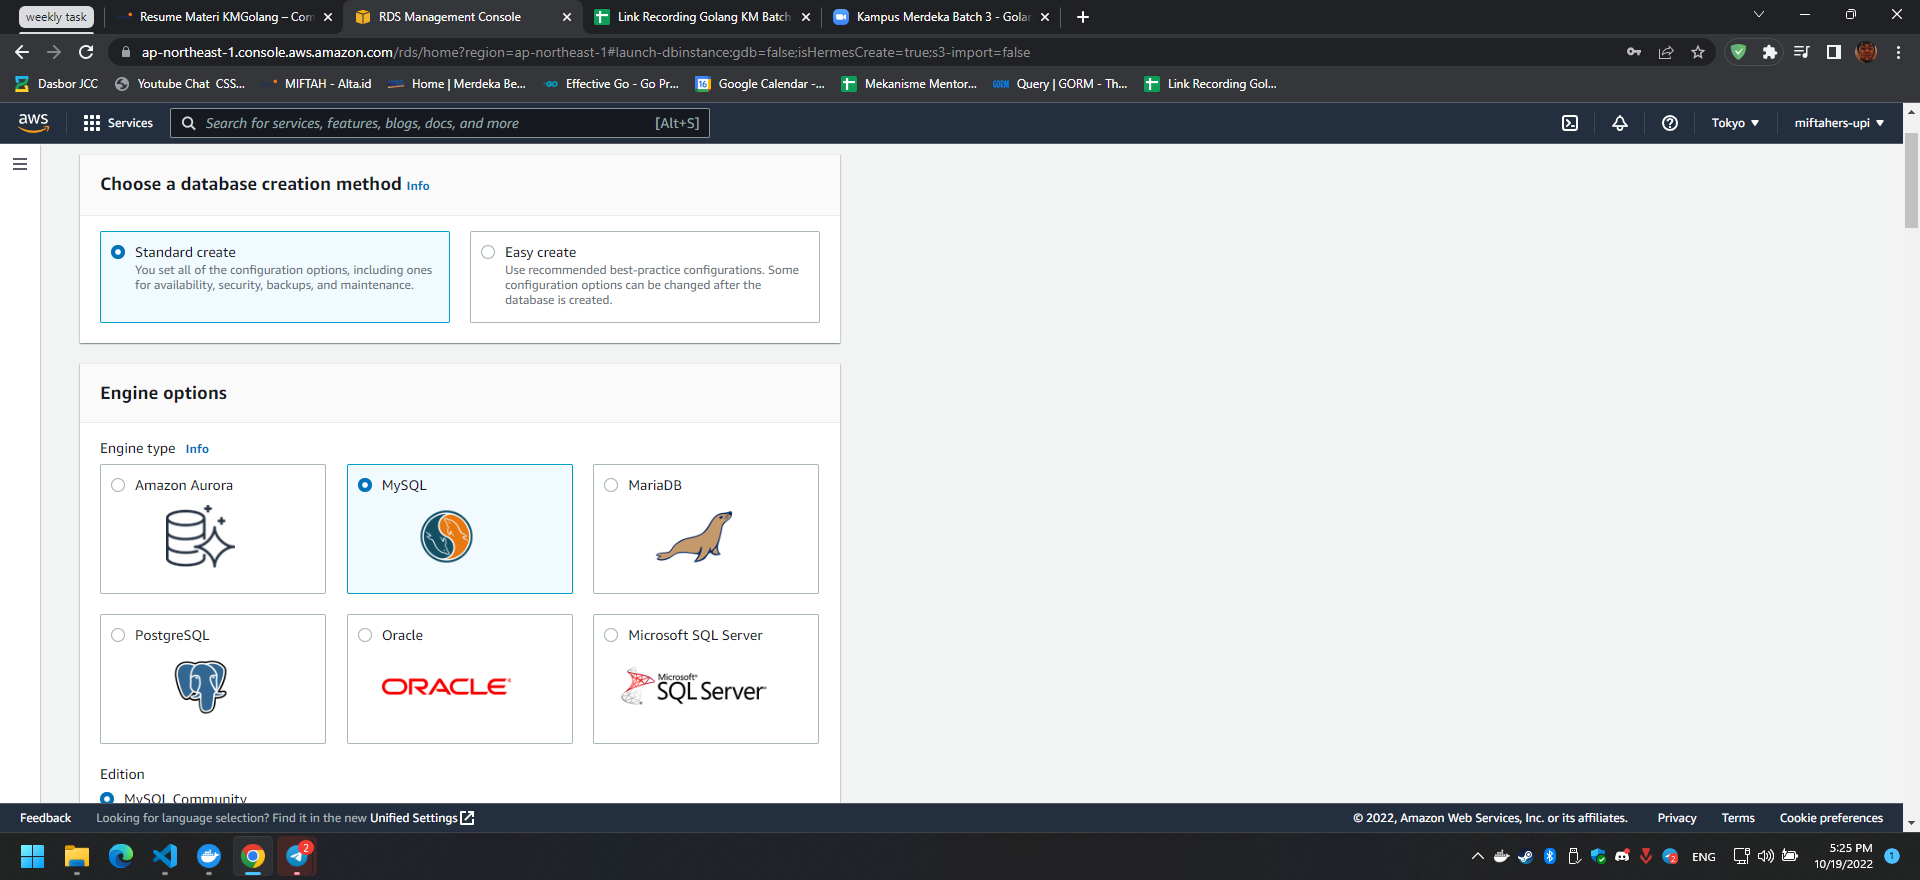 weekly task
Resume Materi KMGolang – Con
RDS Management Console
Link Recording Golang KM Batch
Kampus Merdeka Batch 3 - Golan
ap-northeast-1.console.aws.amazon.com/rds/home?region=ap-northeast-1#launch-dbinstance:gdb=false;isHermesCreate=true;s3-import=false
Dasbor JCC
Youtube Chat CSS...
MIFTAH - Alta.id
Home | Merdeka Be...
Effective Go - Go Pr...
16
Google Calendar -...
Mekanisme Mentor...
GORM
Query | GORM - Th...
Link Recording Gol...
aws
Services
Search for services, features, blogs, docs, and more
[Alt+S]
Tokyo
miftahers-upi
Choose a database creation method Info
Standard create
You set all of the configuration options, including ones
for availability, security, backups, and maintenance.
Easy create
Use recommended best-practice configurations. Some
configuration options can be changed after the
database is created.
Engine options
Engine type Info
Amazon Aurora
MySQL
MariaDB
PostgreSQL
Oracle
ORACLE
Microsoft SQL Server
Microsoft
SQL Server
Edition
MySQL Community
Feedback
Looking for language selection? Find it in the new Unified Settings
© 2022, Amazon Web Services, Inc. or its affiliates.
Privacy
Terms
Cookie preferences
2
2
ENG
5:25 PM
10/19/2022
1